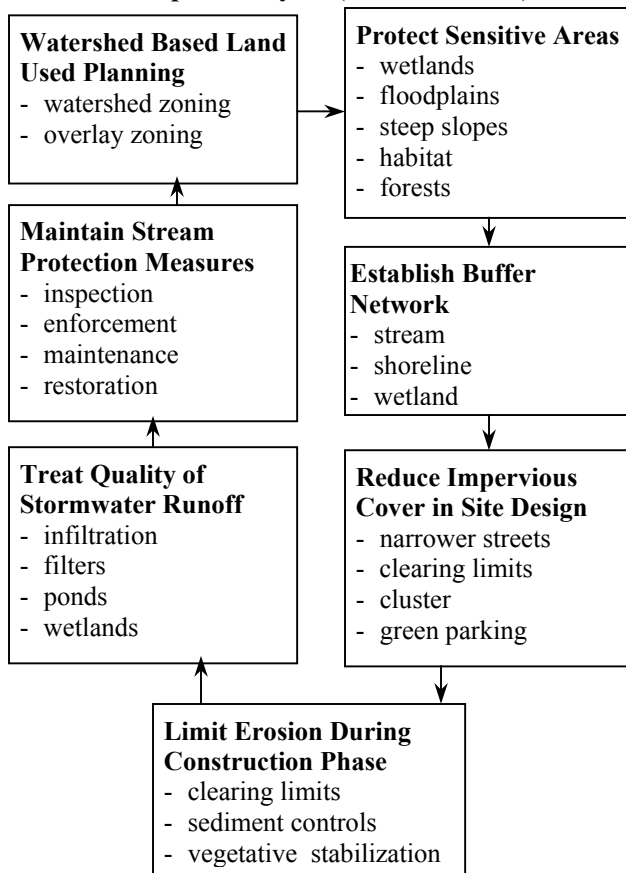 Watershed Based Land
Used Planning
- watershed zoning
- overlay zoning
Protect Sensitive Areas
- wetlands
- floodplains
- steep slopes
- habitat
- forests
Establish Buffer
Network
- stream
- shoreline
- wetland
Reduce Impervious
Cover in Site Design
- narrower streets
- clearing limits
- cluster
- green parking
Limit Erosion During
Construction Phase
- clearing limits
- sediment controls
- vegetative stabilization
Treat Quality of
Stormwater Runoff
- infiltration
- filters
- ponds
- wetlands
Maintain Stream
Protection Measures
- inspection
- enforcement
- maintenance
- restoration